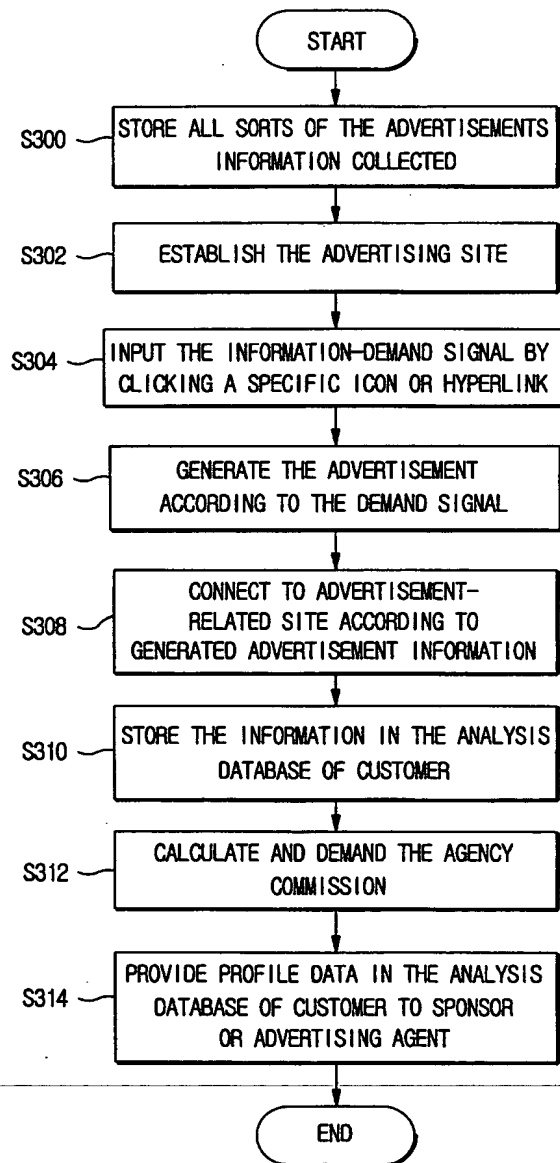 START
S300
STORE ALL SORTS OF THE ADVERTISEMENTS
INFORMATION COLLECTED
S302
ESTABLISH THE ADVERTISING SITE
S304
INPUT THE INFORMATION-DEMAND SIGNAL BY
CLICKING A SPECIFIC ICON OR HYPERLINK
S306
GENERATE THE ADVERTISEMENT
ACCORDING TO THE DEMAND SIGNAL
S308
CONNECT TO ADVERTISEMENT-
RELATED SITE ACCORDING TO
GENERATED ADVERTISEMENT INFORMATION
S310
STORE THE INFORMATION IN THE ANALYSIS
DATABASE OF CUSTOMER
S312
CALCULATE AND DEMAND THE AGENCY
COMMISSION
S314
PROVIDE PROFILE DATA IN THE ANALYSIS
DATABASE OF CUSTOMER TO SPONSOR
OR ADVERTISING AGENT
END